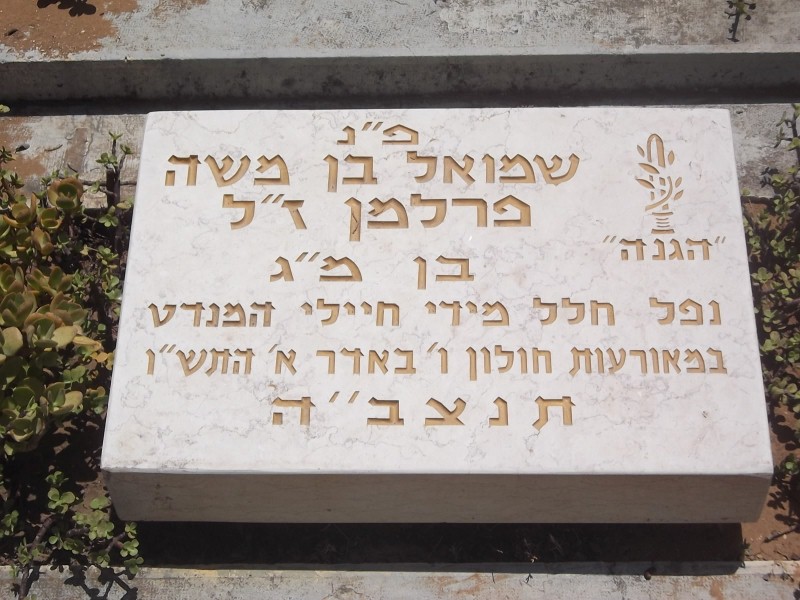 פ״נ
שמואל בן משה
פרלמן ז״ל
״הגנה״
בן מ״ג
נפל חלל מידי חיילי המנדט
במאורעות חולון ו׳ באדר א׳ התש״ו
תנצב״ה